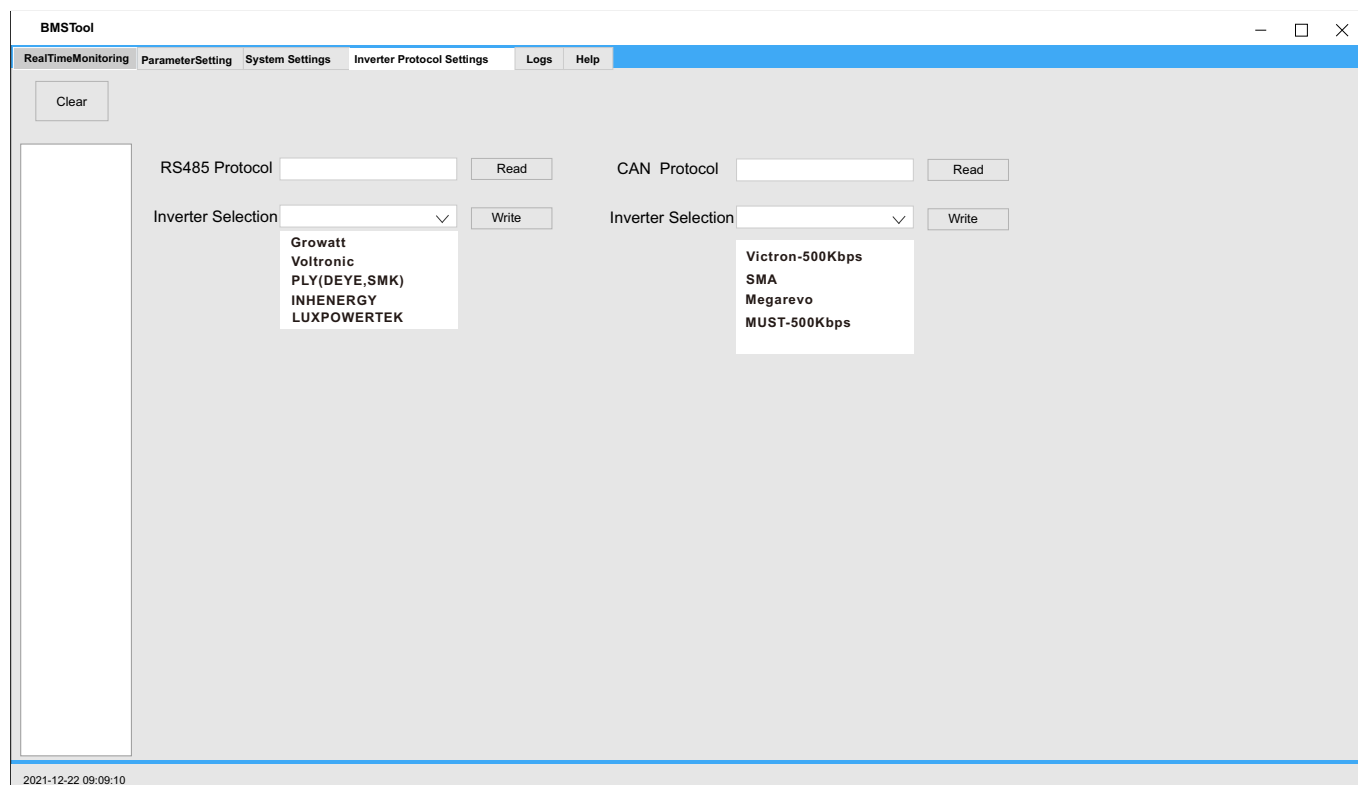 BMSTool
RealTimeMonitoring ParameterSetting System Settings Inverter Protocol Settings Logs Help
Clear
RS485 Protocol Read CAN Protocol Read
Inverter Selection Write Inverter Selection Write
Growatt
Voltronic
PLY(DEYE,SMK)
INHENERGY
LUXPOWERTEK
Victron-500Kbps
SMA
Megarevo
MUST-500Kbps
2021-12-22 09:09:10